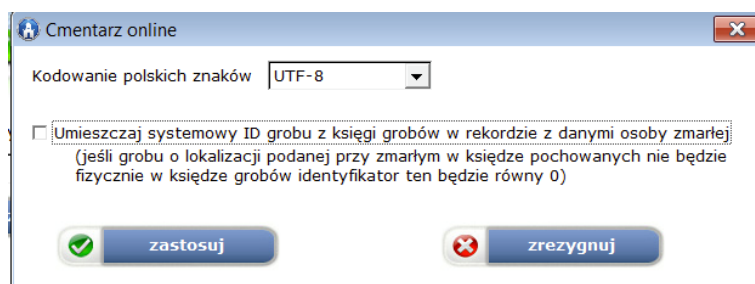 Cmentarz online
Kodowanie polskich znaków UTF-8
Umieszczaj systemowy ID grobu z księgi grobów w rekordzie z danymi osoby zmarłej
(jeśli grobu o lokalizacji podanej przy zmarłym w księdze pochowanych nie będzie
fizycznie w księdze grobów identyfikator ten będzie równy 0)
zastosuj zrezygnuj